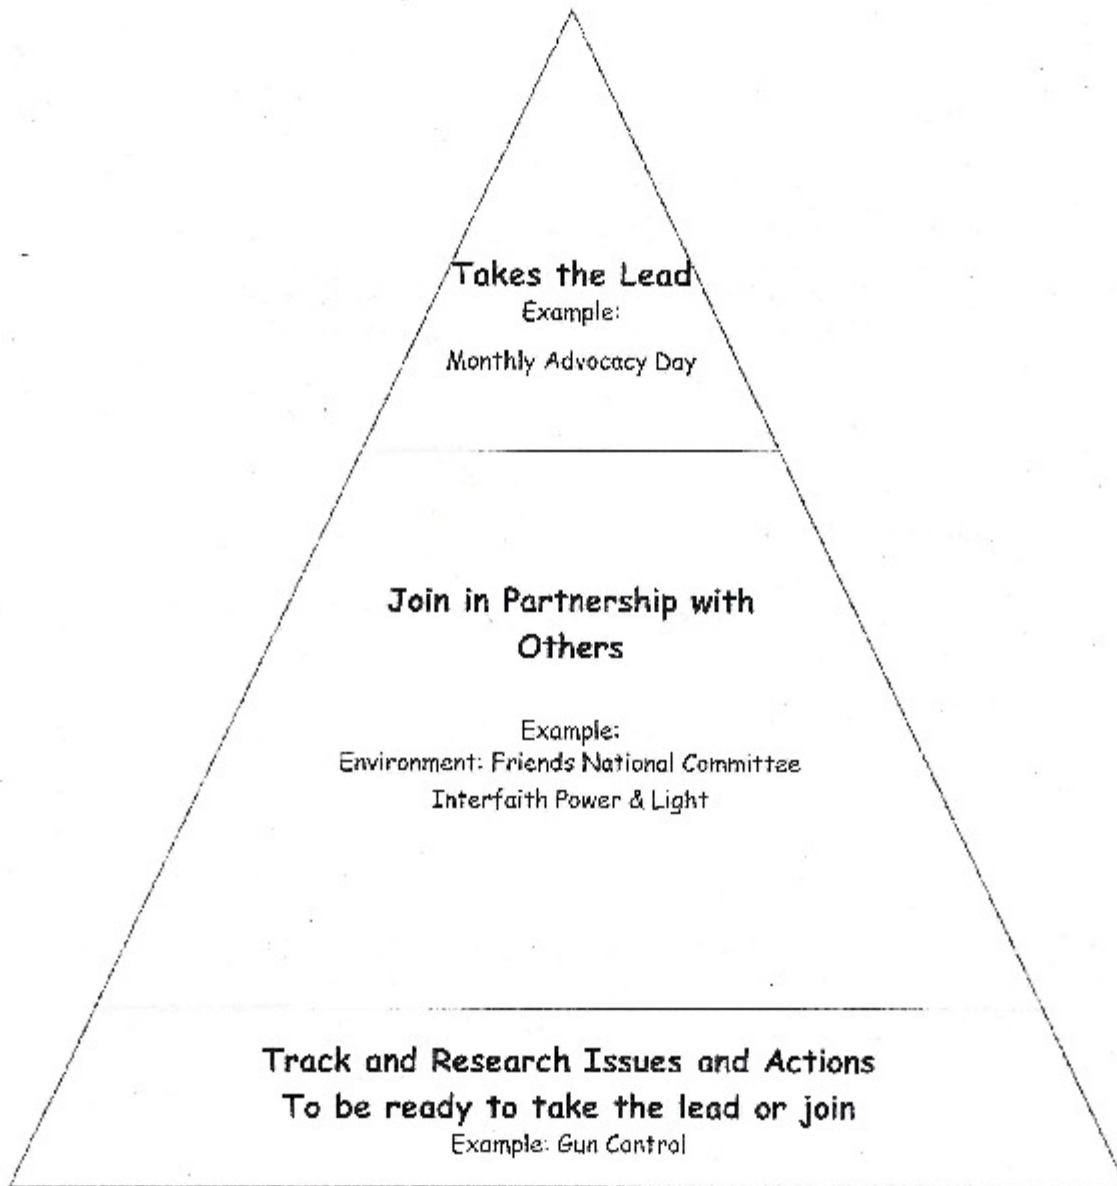 Takes the Lead
Example:
Monthly Advocacy Day
Join in Partnership with
Others
Example:
Environment: Friends National Committee
Interfaith Power & Light
Track and Research Issues and Actions
To be ready to take the lead or join
Example: Gun Control